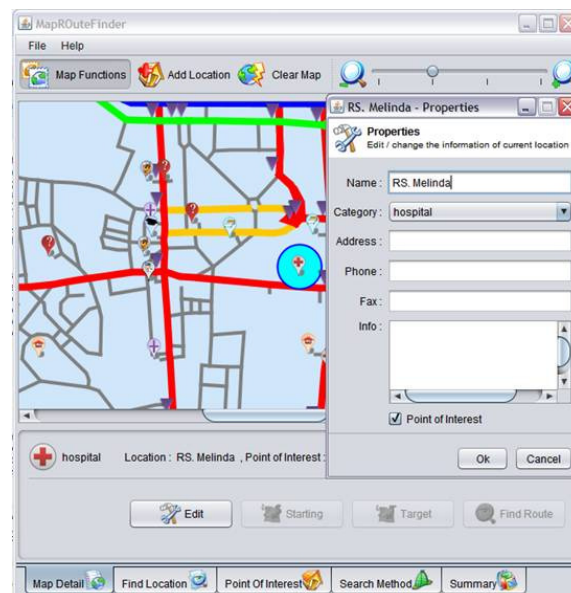 MapROuteFinder
File Help
Map Functions Add Location Clear Map
RS. Melinda - Properties
Properties
Edit / change the information of current location
Name : RS. Melinda
Category : hospital
Address :
Phone :
Fax :
Info :
Point of Interest
Ok Cancel
hospital Location : RS. Melinda , Point of Interest :
Edit Starting Target Find Route
Map Detail Find Location Point Of Interest Search Method Summary